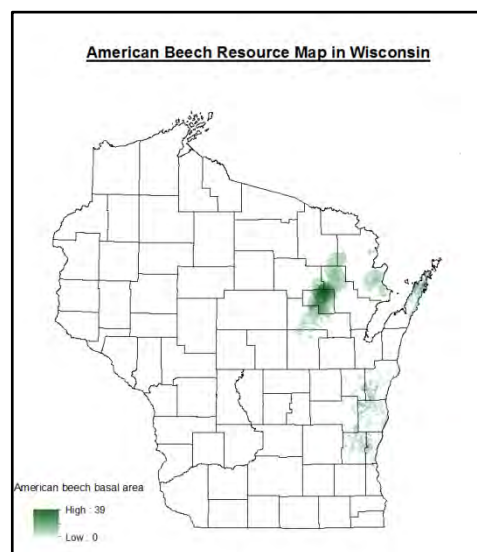 American Beech Resource Map in Wisconsin
American beech basal area
High : 39
Low : 0